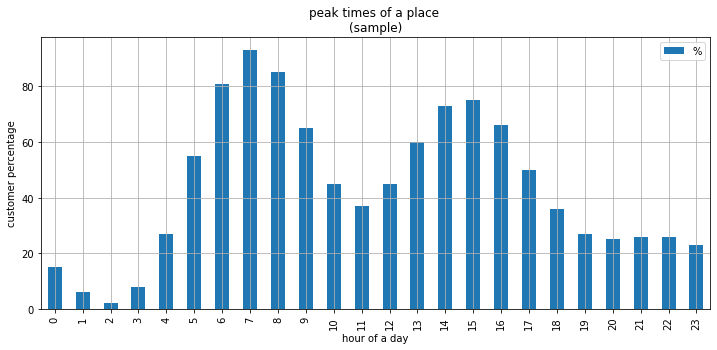 peak times of a place
(sample)
%
customer percentage
80
60
40
20
0
0 1 2 3 4 5 6 7 8 9 10 11 12 13 14 15 16 17 18 19 20 21 22 23
hour of a day